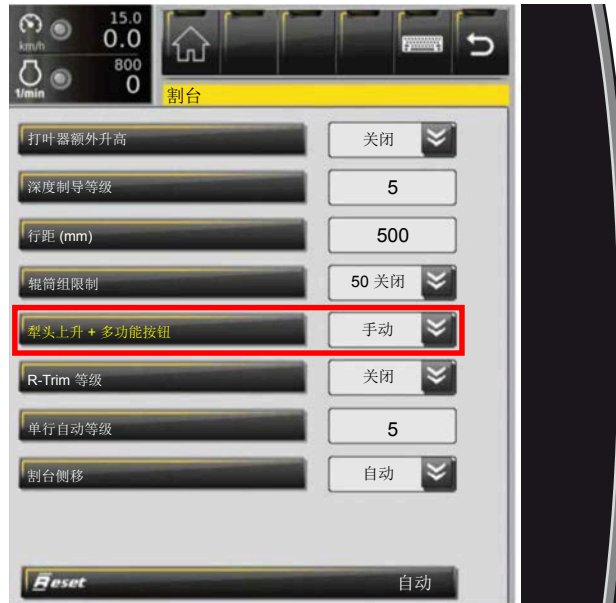 15.0
km/h 0.0
800
1/min 0
割台
打叶器额外升高 关闭
深度制导等级 5
行距 (mm) 500
辊筒组限制 50 关闭
犁头上升 + 多功能按钮 手动
R-Trim 等级 关闭
单行自动等级 5
割台侧移 自动
Reset 自动